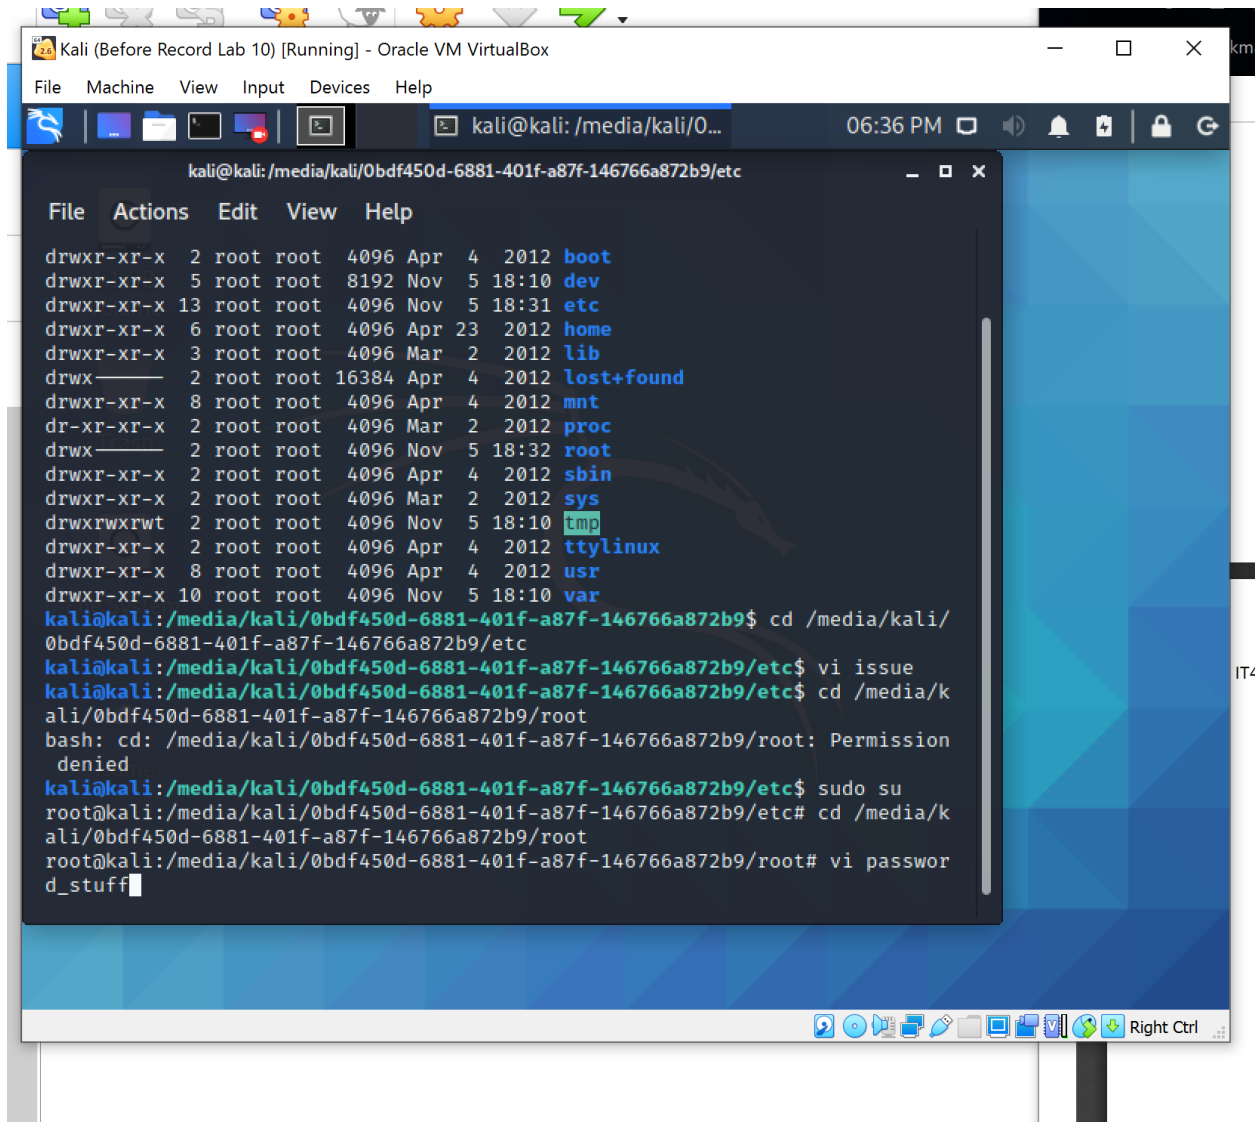 Kali (Before Record Lab 10) [Running] - Oracle VM VirtualBox
File Machine View Input Devices Help
kali@kali: /media/kali/0... 06:36 PM
kali@kali: /media/kali/0bdf450d-6881-401f-a87f-146766a872b9/etc
File Actions Edit View Help
drwxr-xr-x 2 root root 4096 Apr 4 2012 boot
drwxr-xr-x 5 root root 8192 Nov 5 18:10 dev
drwxr-xr-x 13 root root 4096 Nov 5 18:31 etc
drwxr-xr-x 6 root root 4096 Apr 23 2012 home
drwxr-xr-x 3 root root 4096 Mar 2 2012 lib
drwx------ 2 root root 16384 Apr 4 2012 lost+found
drwxr-xr-x 8 root root 4096 Apr 4 2012 mnt
dr-xr-xr-x 2 root root 4096 Mar 2 2012 proc
drwx------ 2 root root 4096 Nov 5 18:32 root
drwxr-xr-x 2 root root 4096 Apr 4 2012 sbin
drwxr-xr-x 2 root root 4096 Mar 2 2012 sys
drwxrwxrwt 2 root root 4096 Nov 5 18:10 tmp
drwxr-xr-x 2 root root 4096 Apr 4 2012 ttylinux
drwxr-xr-x 8 root root 4096 Apr 4 2012 usr
drwxr-xr-x 10 root root 4096 Nov 5 18:10 var
kali@kali:/media/kali/0bdf450d-6881-401f-a87f-146766a872b9$ cd /media/kali/
0bdf450d-6881-401f-a87f-146766a872b9/etc
kali@kali:/media/kali/0bdf450d-6881-401f-a87f-146766a872b9/etc$ vi issue
kali@kali:/media/kali/0bdf450d-6881-401f-a87f-146766a872b9/etc$ cd /media/k
ali/0bdf450d-6881-401f-a87f-146766a872b9/root
bash: cd: /media/kali/0bdf450d-6881-401f-a87f-146766a872b9/root: Permission
denied
kali@kali:/media/kali/0bdf450d-6881-401f-a87f-146766a872b9/etc$ sudo su
root@kali:/media/kali/0bdf450d-6881-401f-a87f-146766a872b9/etc# cd /media/k
ali/0bdf450d-6881-401f-a87f-146766a872b9/root
root@kali:/media/kali/0bdf450d-6881-401f-a87f-146766a872b9/root# vi passwor
d_stuff
Right Ctrl